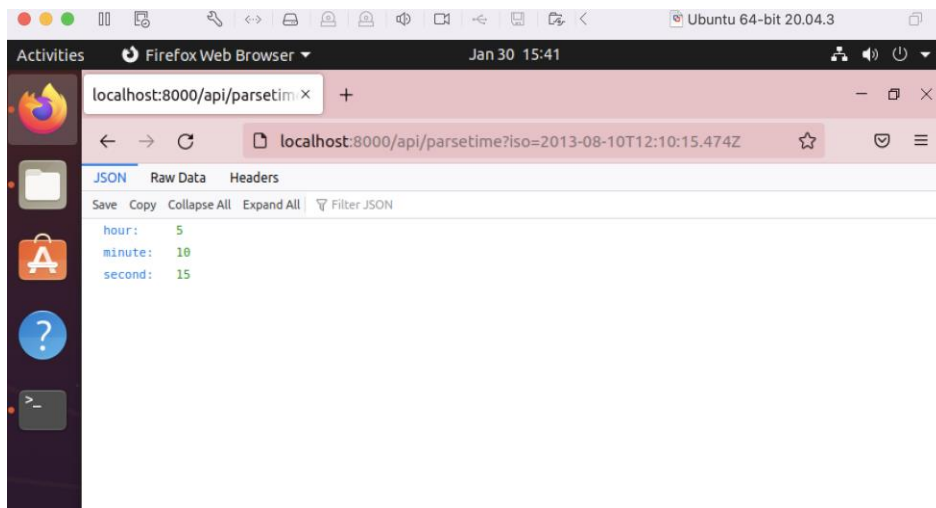 Ubuntu 64-bit 20.04.3
Activities Firefox Web Browser Jan 30 15:41
localhost:8000/api/parsetim
localhost:8000/api/parsetime?iso=2013-08-10T12:10:15.474Z
JSON Raw Data Headers
Save Copy Collapse All Expand All Filter JSON
hour: 5
minute: 10
second: 15